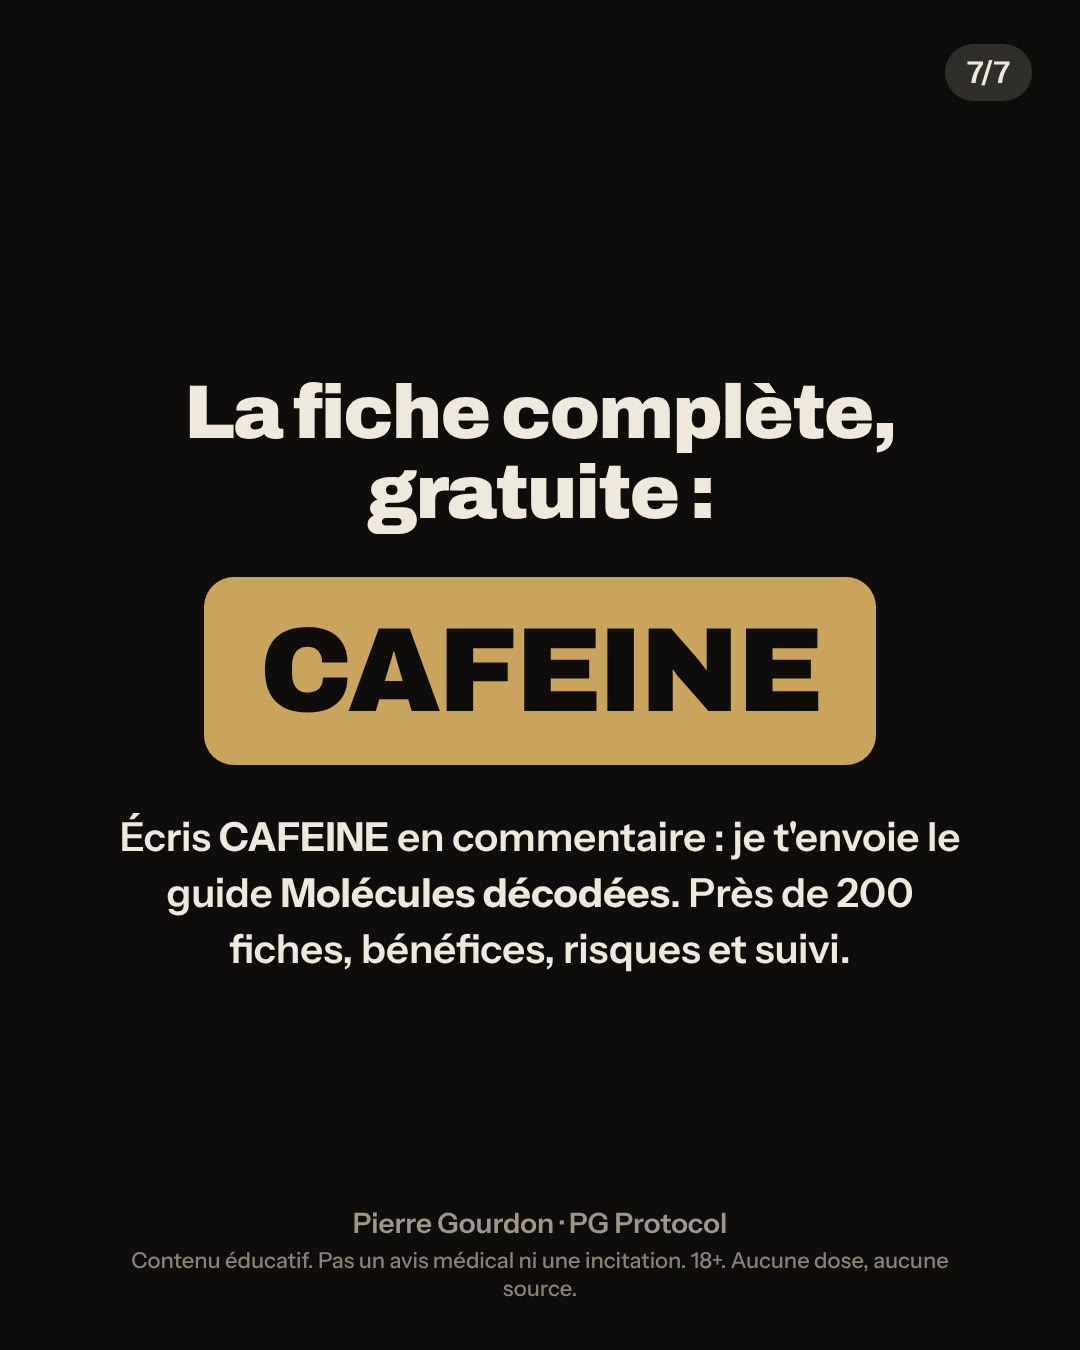 7/7
La fiche complète,
gratuite :
CAFEINE
Écris CAFEINE en commentaire : je t'envoie le
guide Molécules décodées. Près de 200
fiches, bénéfices, risques et suivi.
Pierre Gourdon · PG Protocol
Contenu éducatif. Pas un avis médical ni une incitation. 18+. Aucune dose, aucune
source.